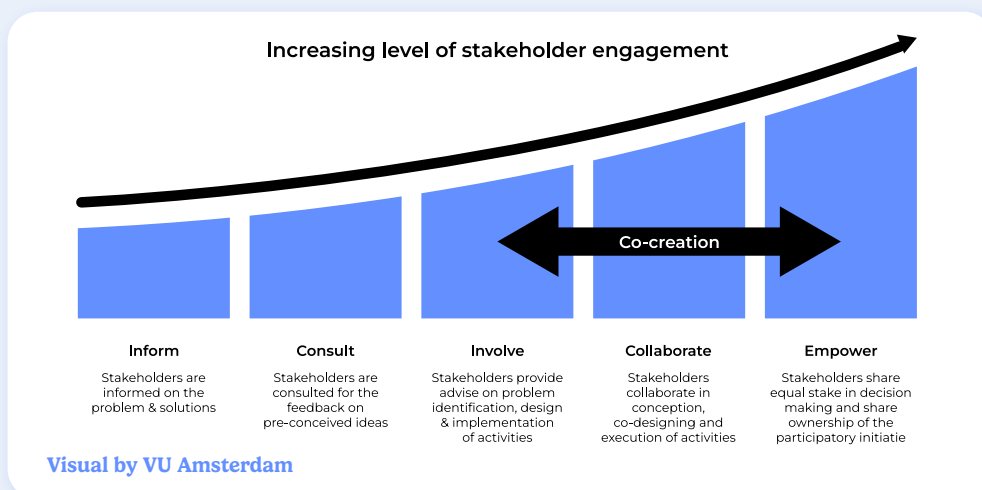 Increasing level of stakeholder engagement
Co-creation
Inform
Stakeholders are
informed on the
problem & solutions
Consult
Stakeholders are
consulted for the
feedback on
pre-conceived ideas
Involve
Stakeholders provide
advise on problem
identification, design
& implementation
of activities
Collaborate
Stakeholders
collaborate in
conception,
co-designing and
execution of activities
Empower
Stakeholders share
equal stake in decision
making and share
ownership of the
participatory initiatie
Visual by VU Amsterdam